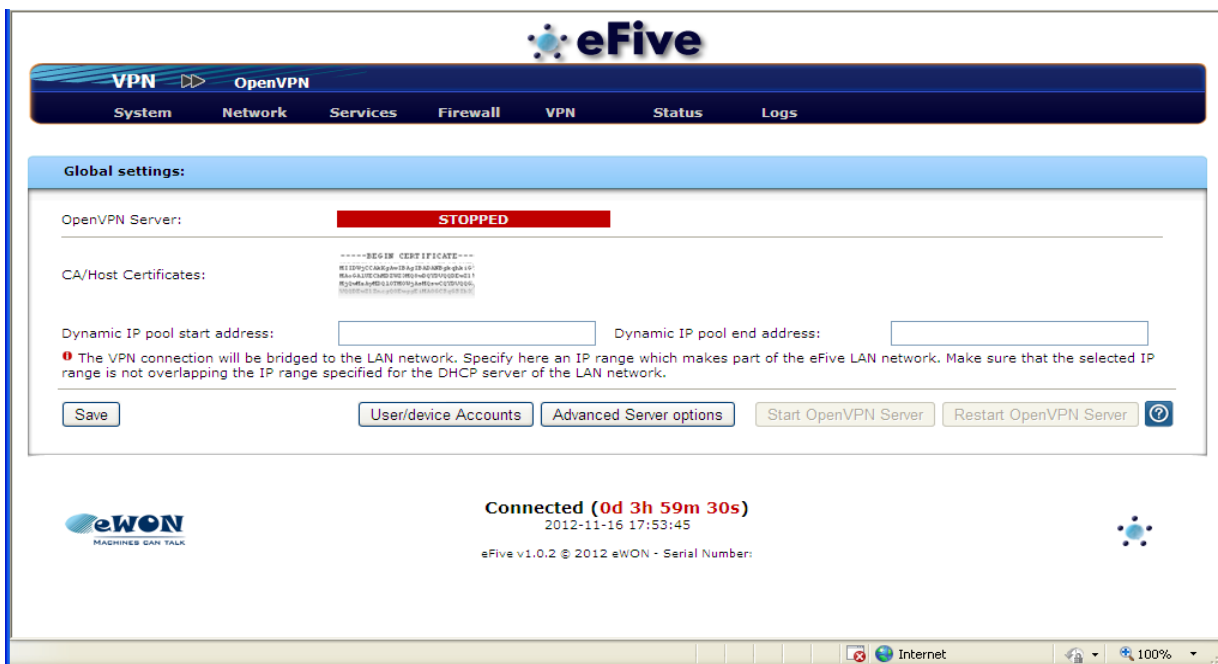 eFive
VPN OpenVPN
System Network Services Firewall VPN Status Logs
Global settings:
OpenVPN Server: STOPPED
-----BEGIN CERTIFICATE---
CA/Host Certificates:
Dynamic IP pool start address: Dynamic IP pool end address:
The VPN connection will be bridged to the LAN network. Specify here an IP range which makes part of the eFive LAN network. Make sure that the selected IP
range is not overlapping the IP range specified for the DHCP server of the LAN network.
Save User/device Accounts Advanced Server options Start OpenVPN Server Restart OpenVPN Server ?
Connected (0d 3h 59m 30s)
2012-11-16 17:53:45
eWON
MACHINES CAN TALK
eFive v1.0.2 © 2012 eWON - Serial Number:
Internet 100%